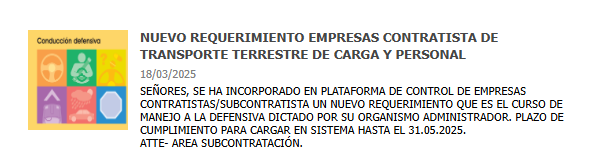 Conducción defensiva
NUEVO REQUERIMIENTO EMPRESAS CONTRATISTA DE
TRANSPORTE TERRESTRE DE CARGA Y PERSONAL
18/03/2025
SEÑORES, SE HA INCORPORADO EN PLATAFORMA DE CONTROL DE EMPRESAS
CONTRATISTAS/SUBCONTRATISTA UN NUEVO REQUERIMIENTO QUE ES EL CURSO DE
MANEJO A LA DEFENSIVA DICTADO POR SU ORGANISMO ADMINISTRADOR. PLAZO DE
CUMPLIMIENTO PARA CARGAR EN SISTEMA HASTA EL 31.05.2025.
ATTE- AREA SUBCONTRATACIÓN.